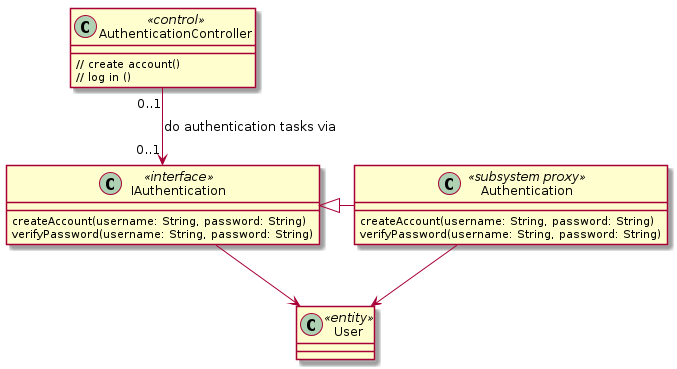 C
«control»
AuthenticationController
// create account()
// log in ()
0..1
do authentication tasks via
0..1
C
«interface»
IAuthentication
createAccount(username: String, password: String)
verifyPassword(username: String, password: String)
C
«subsystem proxy»
Authentication
createAccount(username: String, password: String)
verifyPassword(username: String, password: String)
C
«entity»
User